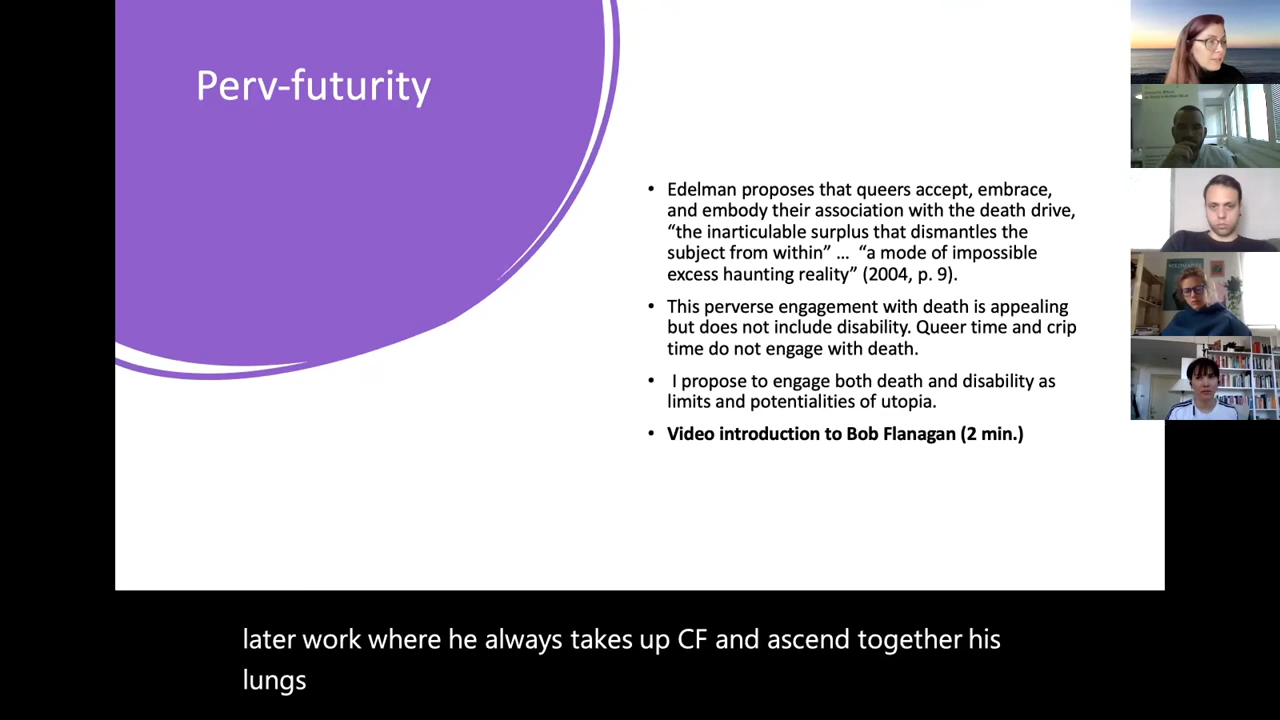 Perv-futurity
• Edelman proposes that queers accept, embrace,
and embody their association with the death drive,
“the inarticulable surplus that dismantles the
subject from within” … “a mode of impossible
excess haunting reality” (2004, p. 9).
• This perverse engagement with death is appealing
but does not include disability. Queer time and crip
time do not engage with death.
• I propose to engage both death and disability as
limits and potentialities of utopia.
• Video introduction to Bob Flanagan (2 min.)
later work where he always takes up CF and ascend together his
lungs